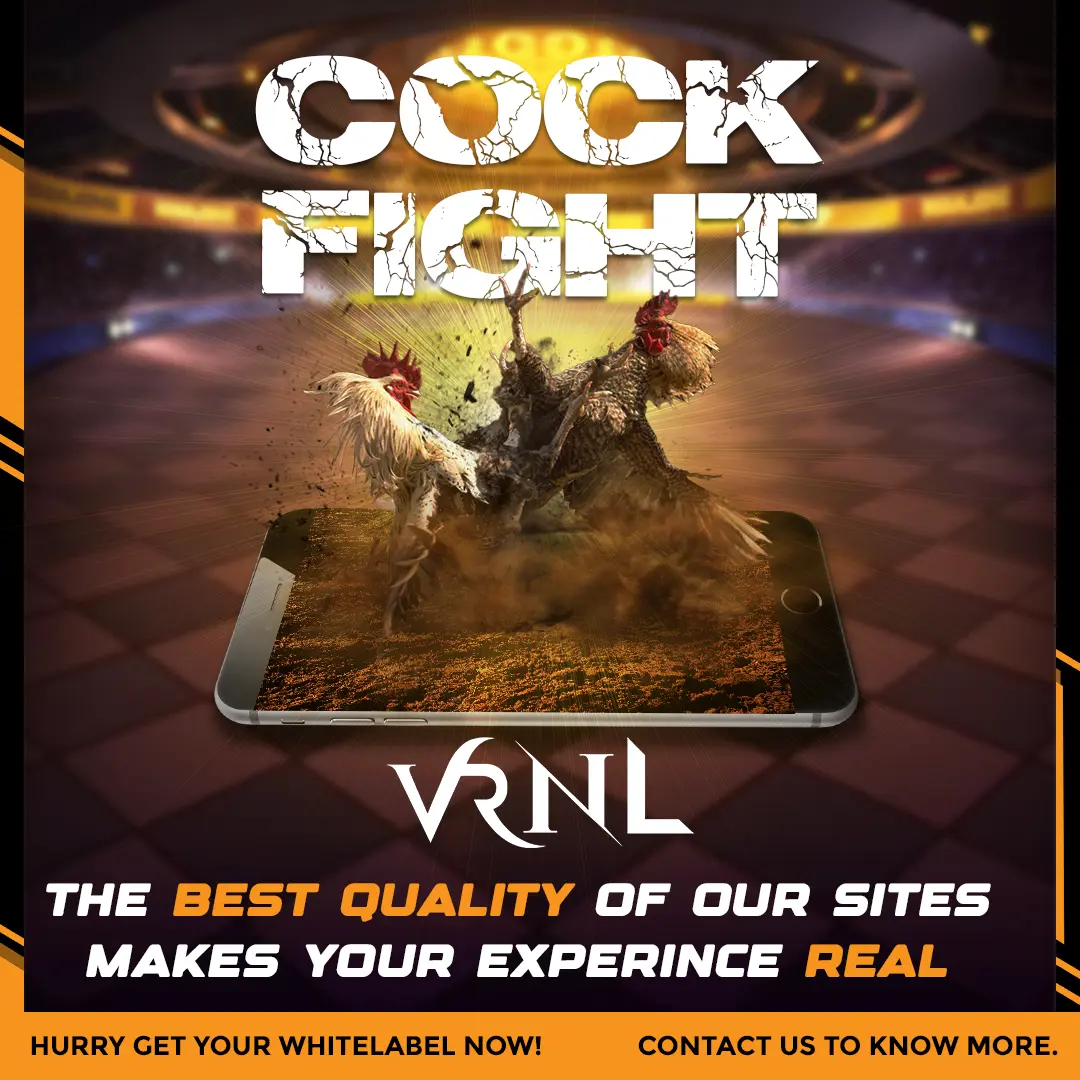 COCK
FIGHT
VRNL
THE BEST QUALITY OF OUR SITES
MAKES YOUR EXPERINCE REAL
HURRY GET YOUR WHITELABEL NOW!
CONTACT US TO KNOW MORE.